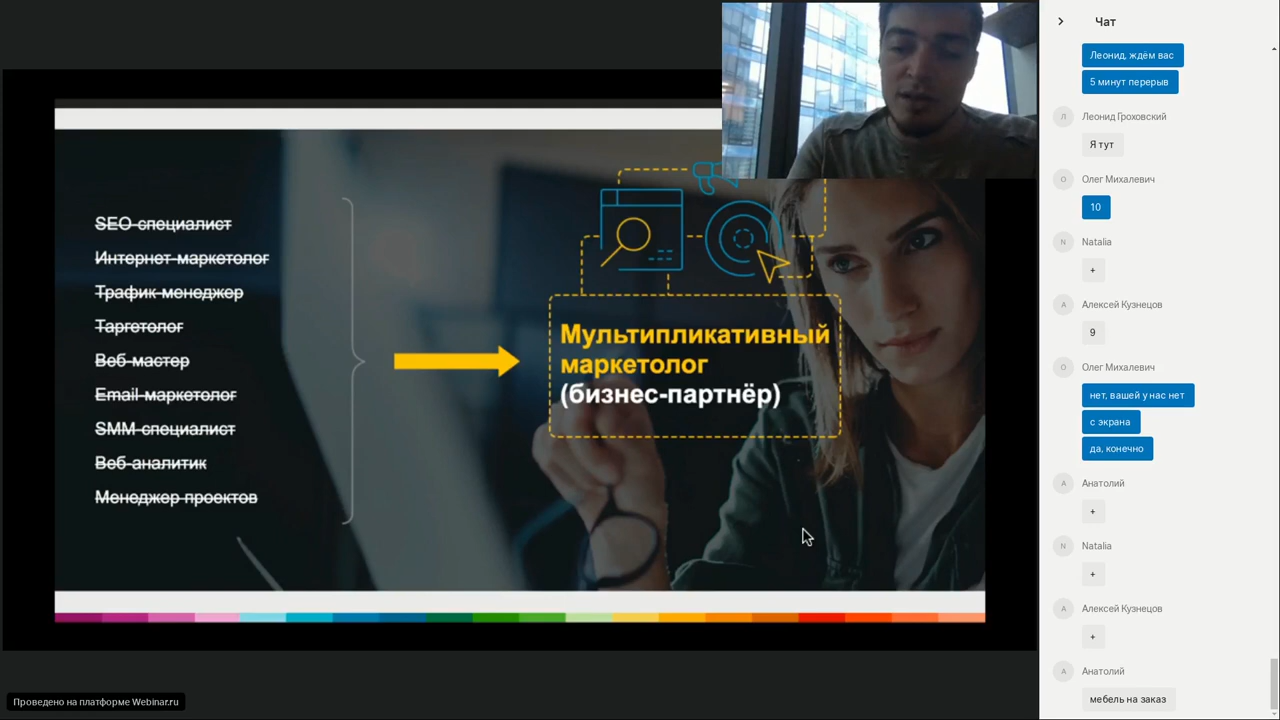 SEO-специалист
Интернет-маркетолог
Трафик-менеджер
Таргетолог
Веб-мастер
Email-маркетолог
SMM-специалист
Веб-аналитик
Менеджер проектов
Мультипликативный
маркетолог
(бизнес-партнёр)
Проведено на платформе Webinar.ru
Чат
Леонид, ждём вас
5 минут перерыв
Л
Леонид Гроховский
Я тут
О
Олег Михалевич
10
N
Natalia
+
А
Алексей Кузнецов
9
О
Олег Михалевич
нет, вашей у нас нет
с экрана
да, конечно
А
Анатолий
+
N
Natalia
+
А
Алексей Кузнецов
+
А
Анатолий
мебель на заказ